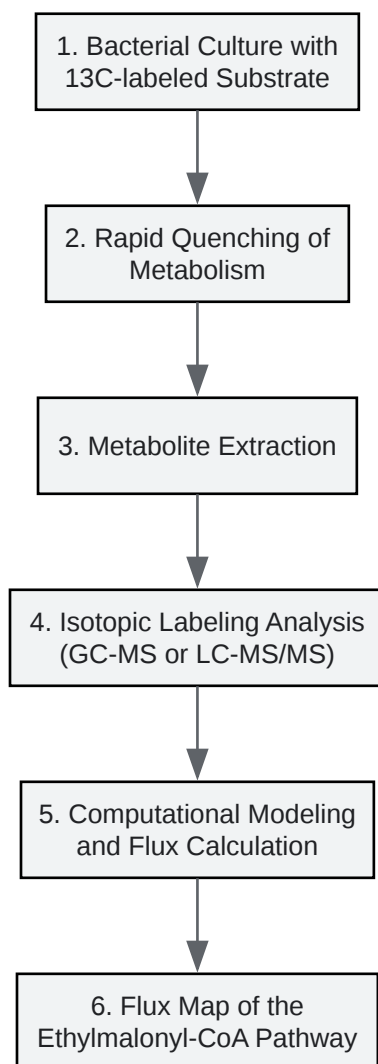 1. Bacterial Culture with
13C-labeled Substrate
2. Rapid Quenching of
Metabolism
3. Metabolite Extraction
4. Isotopic Labeling Analysis
(GC-MS or LC-MS/MS)
5. Computational Modeling
and Flux Calculation
6. Flux Map of the
Ethylmalonyl-CoA Pathway